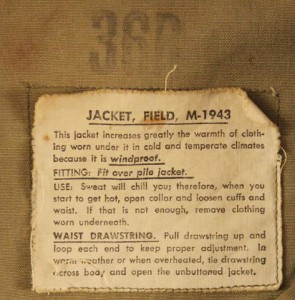 38R
JACKET, FIELD, M-1943
This jacket increases greatly the warmth of cloth-
ing worn under it in cold and temperate climates
because it is windproof.
FITTING: Fit over pile jacket.
USE: Sweat will chill you; therefore, when you
start to get hot, open collar and loosen cuffs and
waist. If that is not enough, remove clothing
worn underneath.
WAIST DRAWSTRING. Pull drawstring up and
loop each end to keep proper adjustment. In
warm weather or when overheated, tie drawstring
across body and open the unbuttoned jacket.